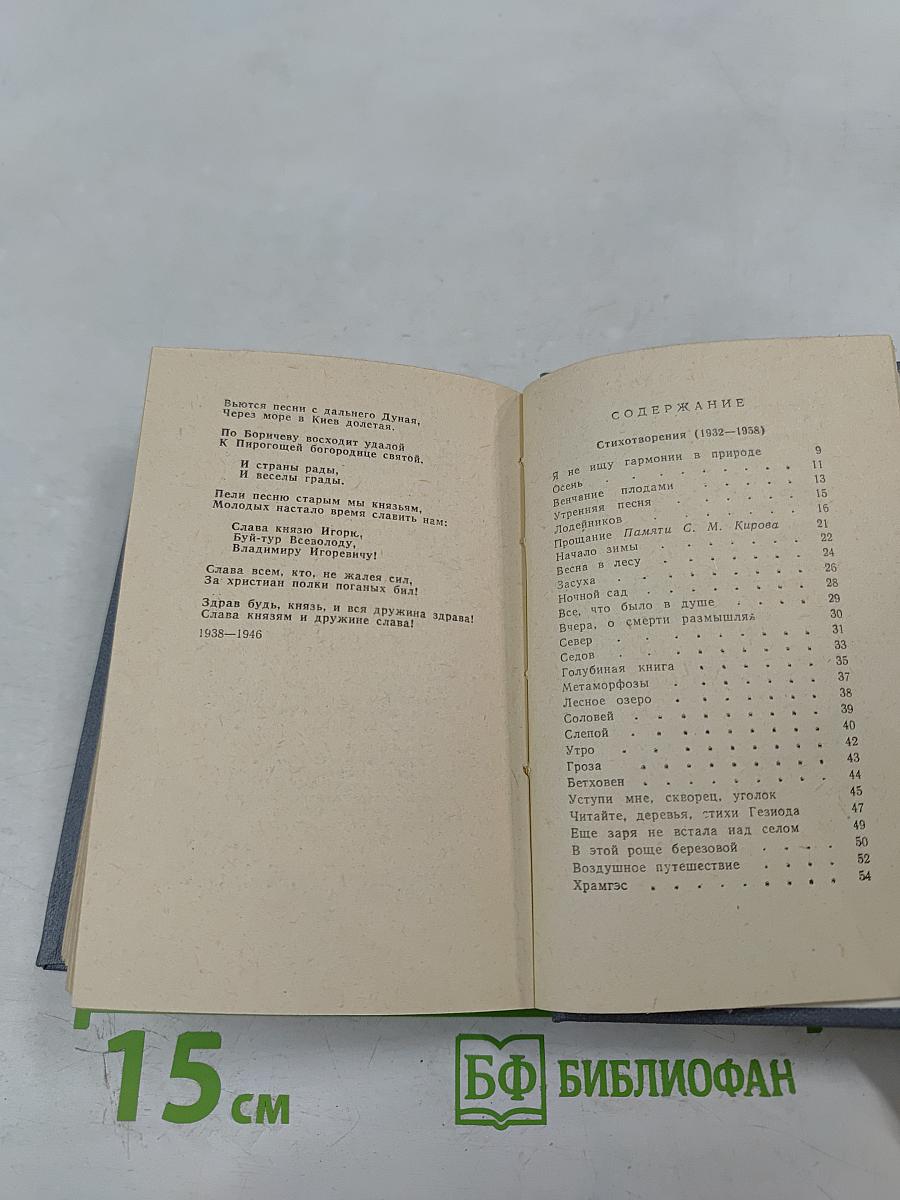 Вьются песни с дальнего Дуная,
Через море в Киев долетая.
По Боричеву восходит удалой
К Пирогощей богородице святой.
И страны рады,
И веселы грады.
Пели песню старым мы князьям,
Молодых настало время славить нам:
Слава князю Игорю,
Буй-тур Всеволоду,
Владимиру Игоревичу!
Слава всем, кто, не жалея сил,
За христиан полки поганых бил!
Здрав будь, князь, и вся дружина здрава!
Слава князям и дружине слава!
1938—1946
СОДЕРЖАНИЕ
Стихотворения (1932—1958)
Я не ищу гармонии в природе 9
Осень . . . . . . . . . 11
Венчание плодами . . . . . 13
Утренняя песня . . . . . . 15
Лодейников . . . . . . . 16
Прощание Памяти С. М. Кирова 21
Начало зимы . . . . . . . 22
Весна в лесу . . . . . . . 24
Засуха . . . . . . . . . 26
Ночной сад . . . . . . . . 28
Все, что было в душе . . . . 29
Вчера, о смерти размышляя 30
Север . . . . . . . . . 31
Седов . . . . . . . . . 33
Голубиная книга . . . . . . 35
Метаморфозы . . . . . . . 37
Лесное озеро . . . . . . . 38
Соловей . . . . . . . . . 39
Слепой . . . . . . . . . 40
Утро . . . . . . . . . 42
Гроза . . . . . . . . . 43
Бетховен . . . . . . . . 44
Уступи мне, скворец, уголок 45
Читайте, деревья, стихи Гезиода 47
Еще заря не встала над селом 49
В этой роще березовой . . . . 50
Воздушное путешествие . . . . 52
Храмгэс . . . . . . . . . 54
15 см
БФ БИБЛИОФАН